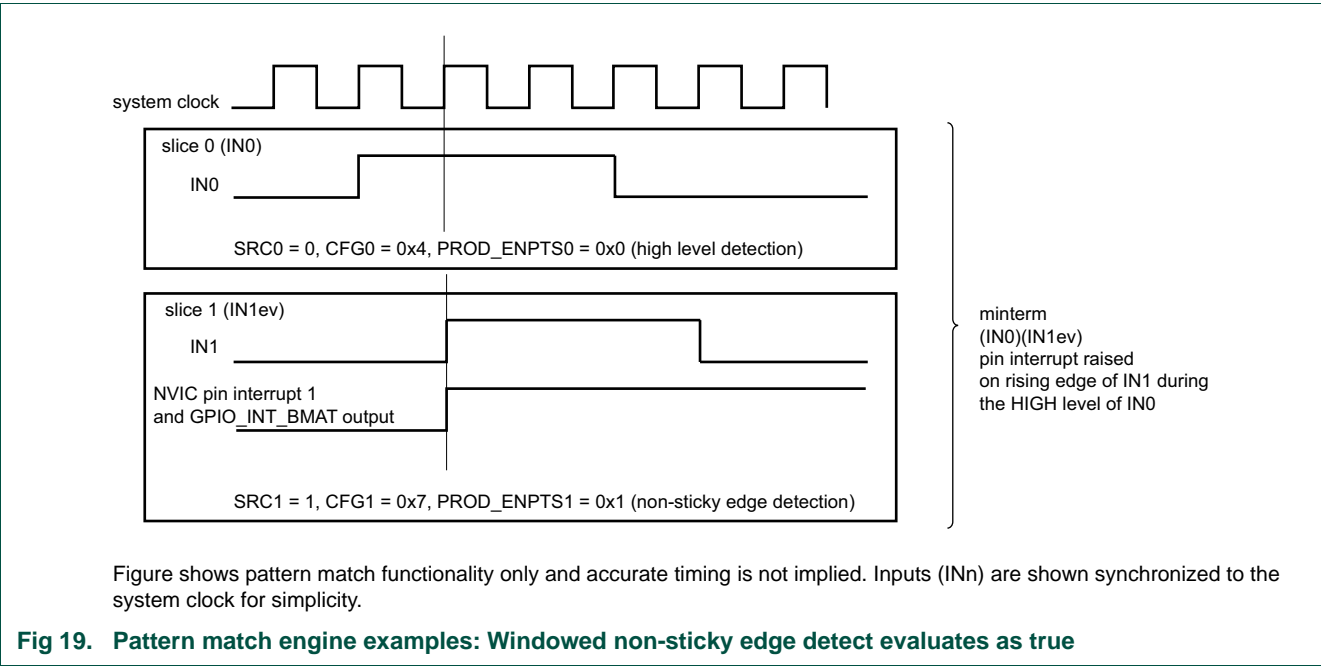 system clock
slice 0 (IN0)
IN0
SRC0 = 0, CFG0 = 0x4, PROD_ENPTS0 = 0x0 (high level detection)
slice 1 (IN1ev)
IN1
NVIC pin interrupt 1
and GPIO_INT_BMAT output
SRC1 = 1, CFG1 = 0x7, PROD_ENPTS1 = 0x1 (non-sticky edge detection)
minterm
(IN0)(IN1ev)
pin interrupt raised
on rising edge of IN1 during
the HIGH level of IN0
Figure shows pattern match functionality only and accurate timing is not implied. Inputs (INn) are shown synchronized to the
system clock for simplicity.
Fig 19. Pattern match engine examples: Windowed non-sticky edge detect evaluates as true